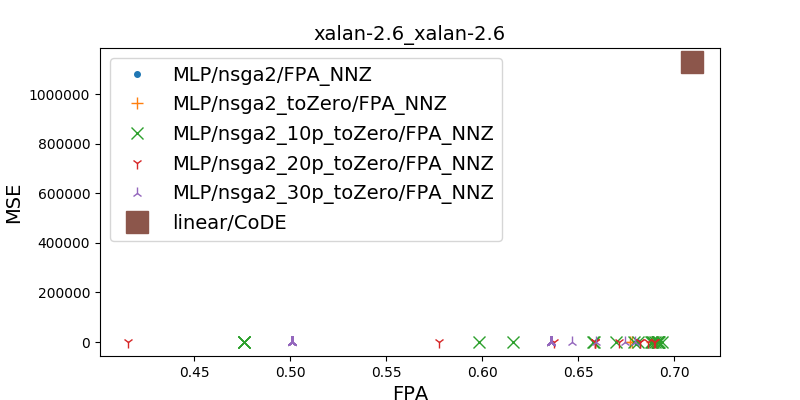 xalan-2.6_xalan-2.6
MSE
1000000
800000
600000
400000
200000
0
MLP/nsga2/FPA_NNZ
MLP/nsga2_toZero/FPA_NNZ
MLP/nsga2_10p_toZero/FPA_NNZ
MLP/nsga2_20p_toZero/FPA_NNZ
MLP/nsga2_30p_toZero/FPA_NNZ
linear/CoDE
0.45 0.50 0.55 0.60 0.65 0.70
FPA